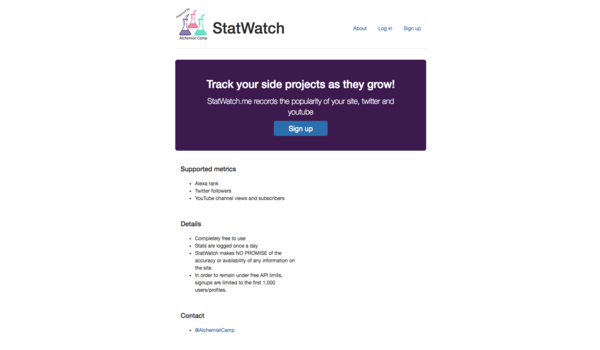 Powered by
Alchemist Camp
StatWatch
About
Log in
Sign up
Track your side projects as they grow!
StatWatch.me records the popularity of your site, twitter and
youtube
Sign up
Supported metrics
Alexa rank
Twitter followers
YouTube channel views and subscribers
Details
Completely free to use
Stats are logged once a day
StatWatch makes NO PROMISE of the
accuracy or availability of any information on
the site.
In order to remain under free API limits,
signups are limited to the first 1,000
users/profiles.
Contact
@AlchemistCamp